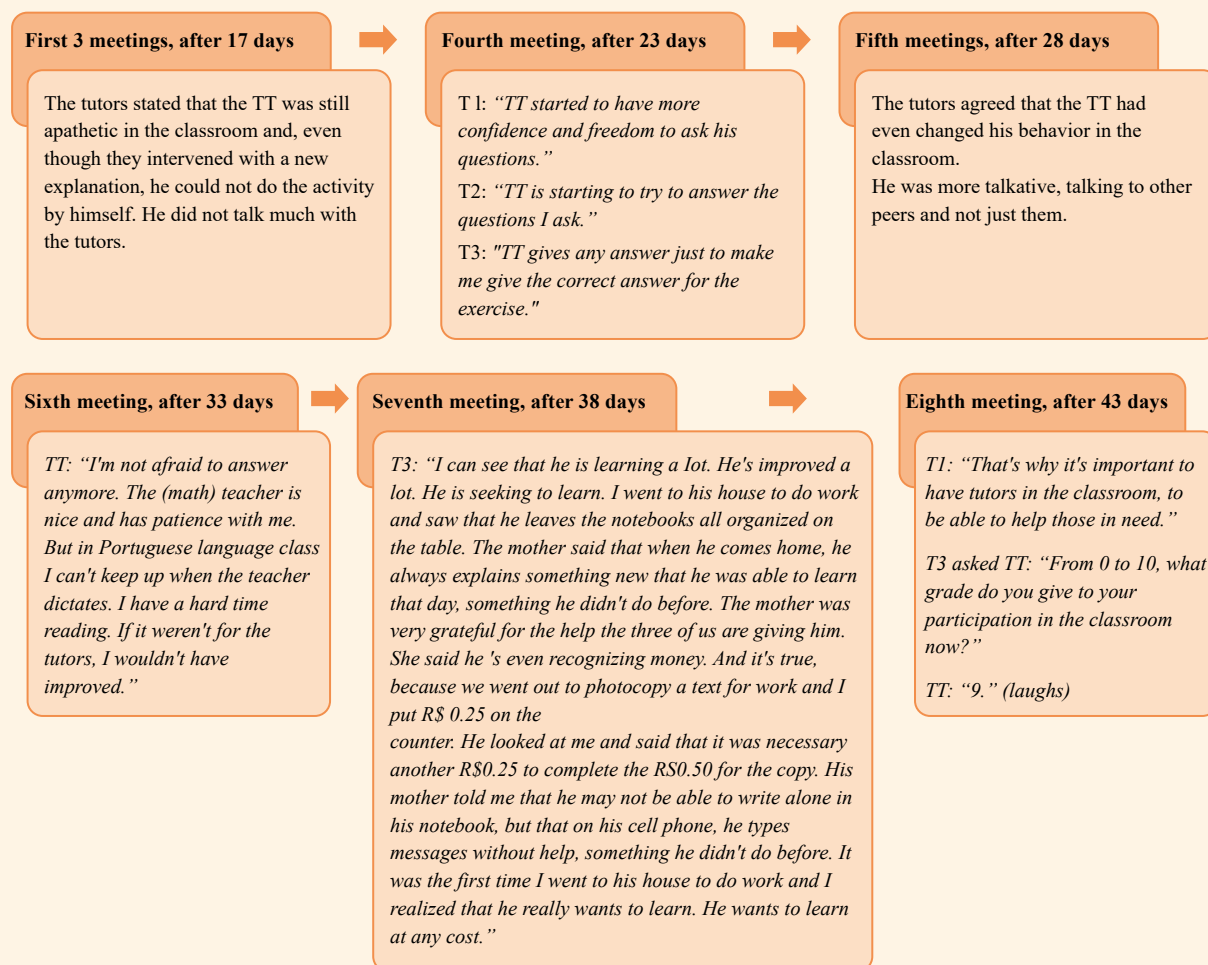 First 3 meetings, after 17 days
The tutors stated that the TT was still
apathetic in the classroom and, even
though they intervened with a new
explanation, he could not do the activity
by himself. He did not talk much with
the tutors.
Fourth meeting, after 23 days
T1: “TT started to have more
confidence and freedom to ask his
questions.”
T2: “TT is starting to try to answer the
questions I ask.”
T3: "TT gives any answer just to make
me give the correct answer for the
exercise."
Fifth meetings, after 28 days
The tutors agreed that the TT had
even changed his behavior in the
classroom.
He was more talkative, talking to other
peers and not just them.
Sixth meeting, after 33 days
TT: “I'm not afraid to answer
anymore. The (math) teacher is
nice and has patience with me.
But in Portuguese language class
I can't keep up when the teacher
dictates. I have a hard time
reading. If it weren't for the
tutors, I wouldn't have
improved.”
Seventh meeting, after 38 days
T3: “I can see that he is learning a Iot. He's improved a
lot. He is seeking to learn. I went to his house to do work
and saw that he leaves the notebooks all organized on
the table. The mother said that when he comes home, he
always explains something new that he was able to learn
that day, something he didn't do before. The mother was
very grateful for the help the three of us are giving him.
She said he 's even recognizing money. And it's true,
because we went out to photocopy a text for work and I
put R$ 0.25 on the
counter. He looked at me and said that it was necessary
another R$0.25 to complete the RS0.50 for the copy. His
mother told me that he may not be able to write alone in
his notebook, but that on his cell phone, he types
messages without help, something he didn't do before. It
was the first time I went to his house to do work and I
realized that he really wants to learn. He wants to learn
at any cost.”
Eighth meeting, after 43 days
T1: “That's why it's important to
have tutors in the classroom, to
be able to help those in need.”
T3 asked TT: “From 0 to 10, what
grade do you give to your
participation in the classroom
now?”
TT: “9.” (laughs)